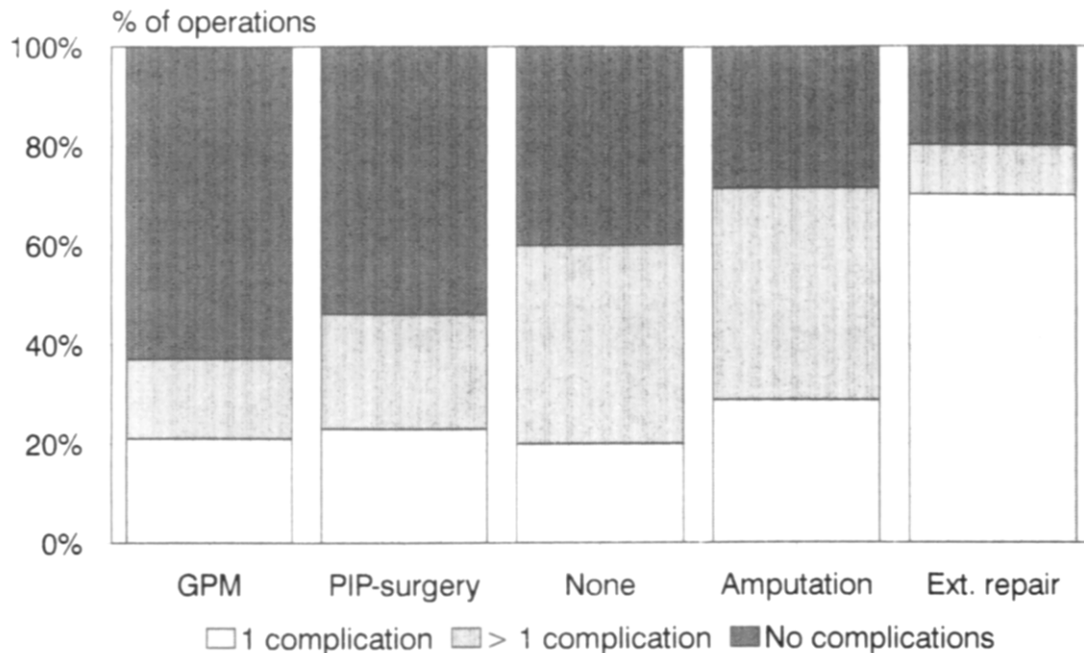 % of operations
100%
80%
60%
40%
20%
0%
GPM PIP-surgery None Amputation Ext. repair
1 complication > 1 complication No complications